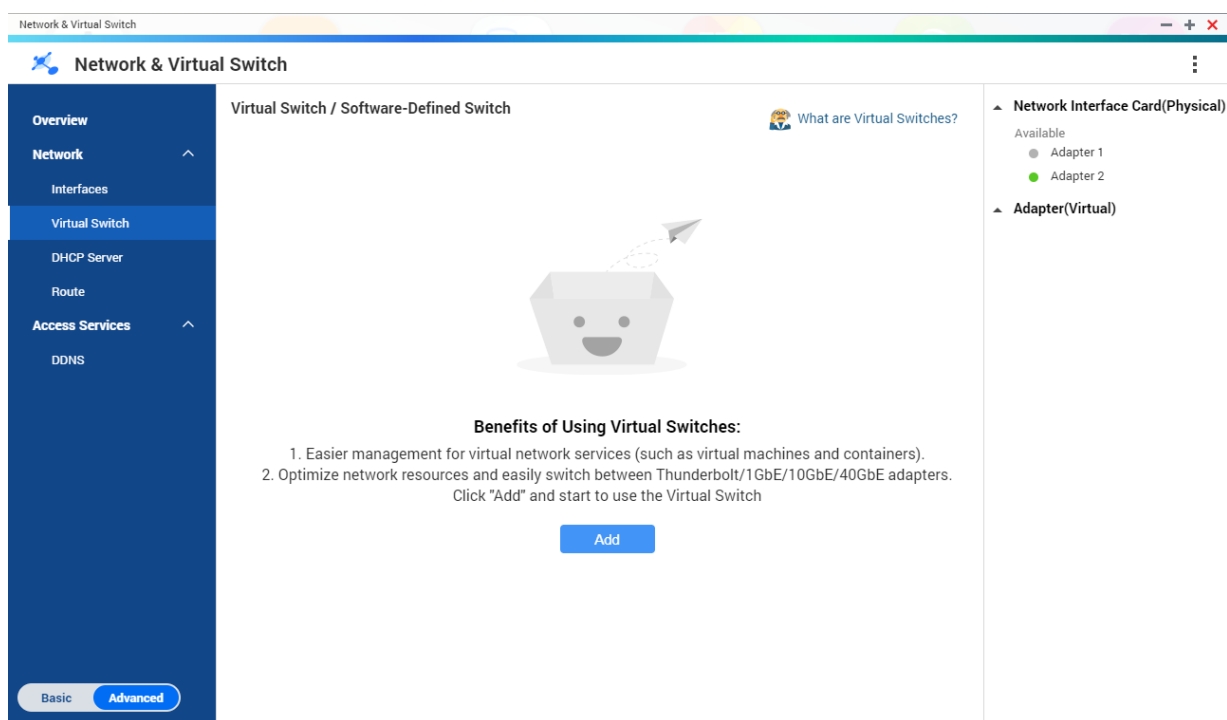 Network & Virtual Switch
Network & Virtual Switch
Overview
Network
Interfaces
Virtual Switch
DHCP Server
Route
Access Services
DDNS
Basic
Advanced
Virtual Switch / Software-Defined Switch
What are Virtual Switches?
Benefits of Using Virtual Switches:
1. Easier management for virtual network services (such as virtual machines and containers).
2. Optimize network resources and easily switch between Thunderbolt/1GbE/10GbE/40GbE adapters.
Click "Add" and start to use the Virtual Switch
Add
Network Interface Card(Physical)
Available
Adapter 1
Adapter 2
Adapter(Virtual)